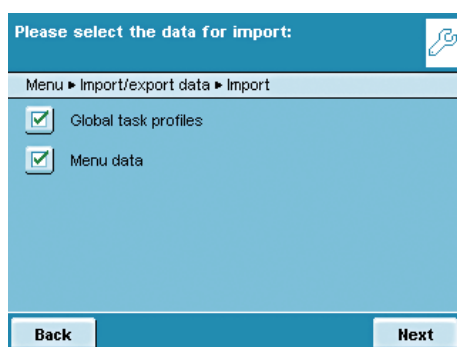 Please select the data for import:
Menu ▸ Import/export data ▸ Import
Global task profiles
Menu data
Back
Next